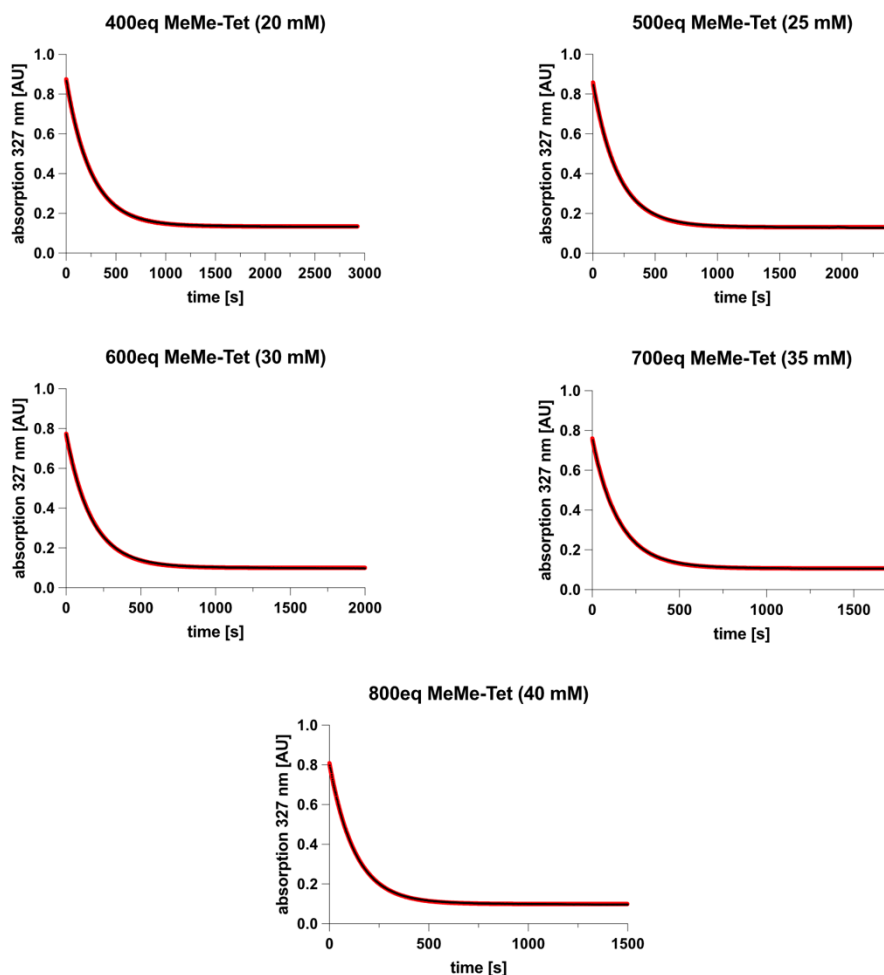 400eq MeMe-Tet (20 mM)
absorption 327 nm [AU]
1.0
0.8
0.6
0.4
0.2
0.0
0 500 1000 1500 2000 2500 3000
time [s]
500eq MeMe-Tet (25 mM)
absorption 327 nm [AU]
1.0
0.8
0.6
0.4
0.2
0.0
0 500 1000 1500 2000
time [s]
600eq MeMe-Tet (30 mM)
absorption 327 nm [AU]
1.0
0.8
0.6
0.4
0.2
0.0
0 500 1000 1500 2000
time [s]
700eq MeMe-Tet (35 mM)
absorption 327 nm [AU]
1.0
0.8
0.6
0.4
0.2
0.0
0 500 1000 1500
time [s]
800eq MeMe-Tet (40 mM)
absorption 327 nm [AU]
1.0
0.8
0.6
0.4
0.2
0.0
0 500 1000 1500
time [s]